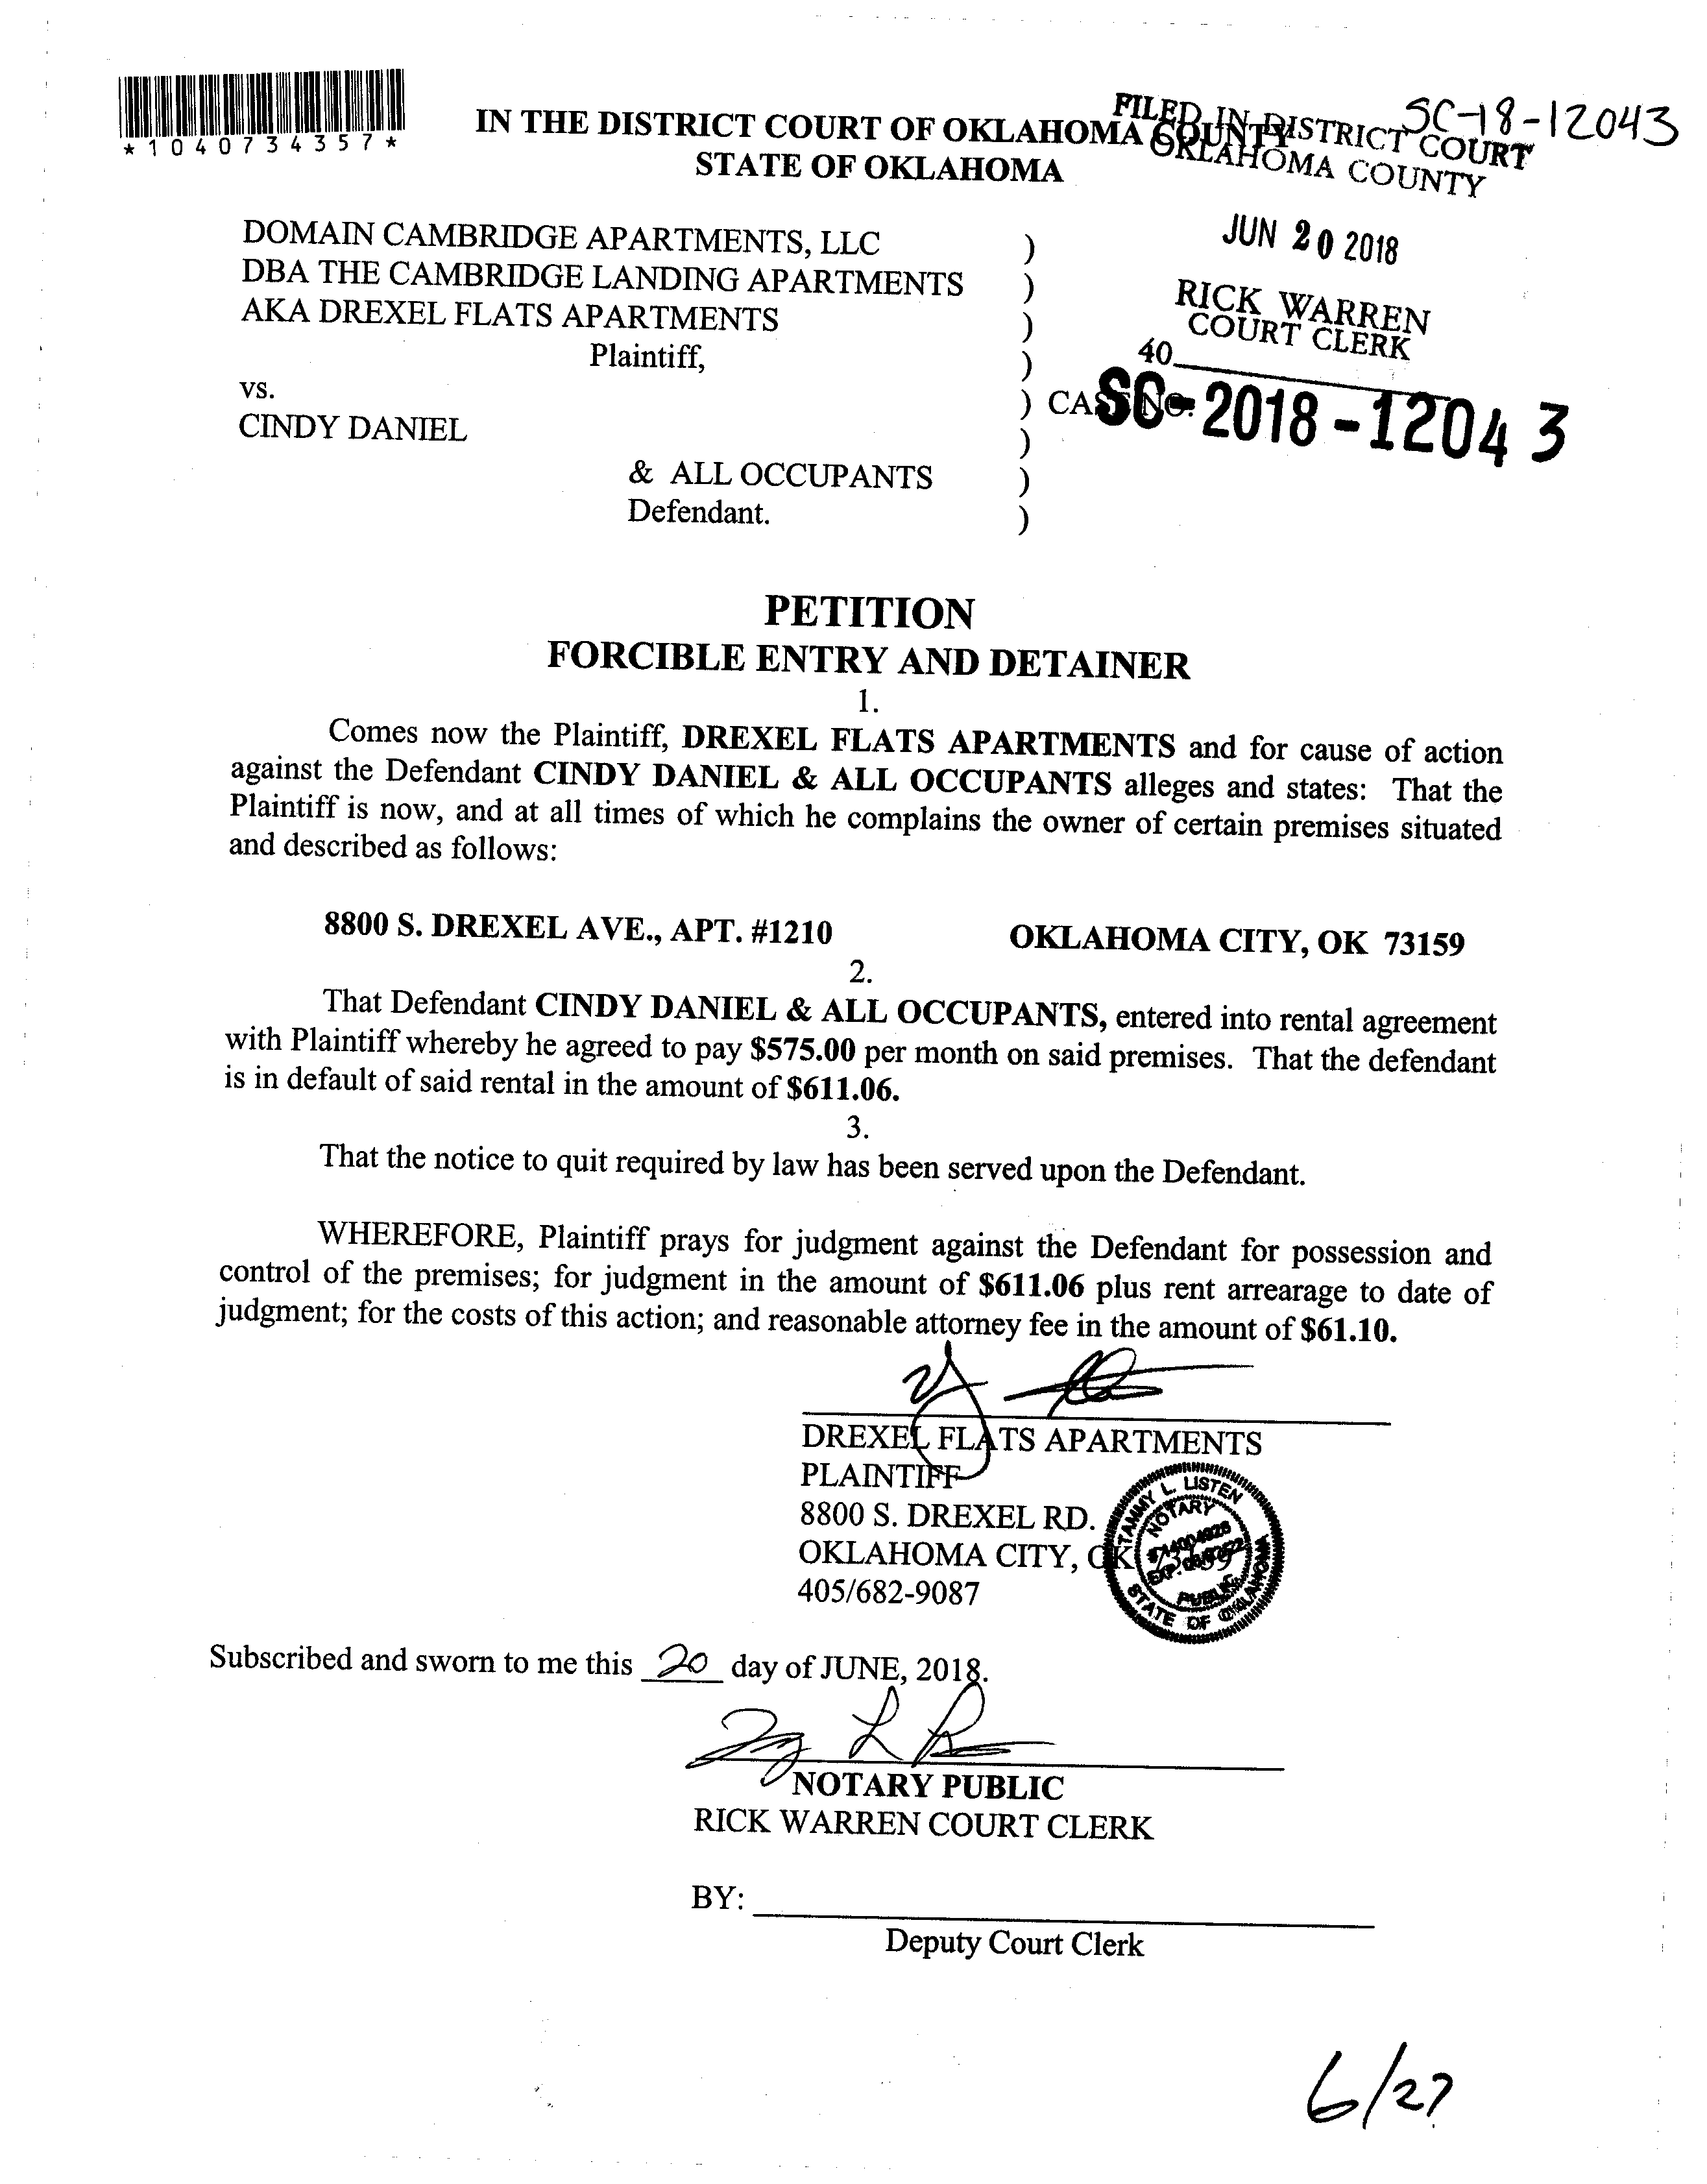 *1040734357*
SC-18-12043
IN THE DISTRICT COURT OF OKLAHOMA COUNTY
STATE OF OKLAHOMA
FILED IN DISTRICT COURT
OKLAHOMA COUNTY
JUN 20 2018
RICK WARREN
COURT CLERK
40
DOMAIN CAMBRIDGE APARTMENTS, LLC )
DBA THE CAMBRIDGE LANDING APARTMENTS )
AKA DREXEL FLATS APARTMENTS )
Plaintiff, )
vs. ) CASE NO.
SC-2018-12043
CINDY DANIEL )
& ALL OCCUPANTS )
Defendant. )
PETITION
FORCIBLE ENTRY AND DETAINER
1.
Comes now the Plaintiff, DREXEL FLATS APARTMENTS and for cause of action
against the Defendant CINDY DANIEL & ALL OCCUPANTS alleges and states: That the
Plaintiff is now, and at all times of which he complains the owner of certain premises situated
and described as follows:
8800 S. DREXEL AVE., APT. #1210 OKLAHOMA CITY, OK 73159
2.
That Defendant CINDY DANIEL & ALL OCCUPANTS, entered into rental agreement
with Plaintiff whereby he agreed to pay $575.00 per month on said premises. That the defendant
is in default of said rental in the amount of $611.06.
3.
That the notice to quit required by law has been served upon the Defendant.
WHEREFORE, Plaintiff prays for judgment against the Defendant for possession and
control of the premises; for judgment in the amount of $611.06 plus rent arrearage to date of
judgment; for the costs of this action; and reasonable attorney fee in the amount of $61.10.
DREXEL FLATS APARTMENTS
PLAINTIFF
8800 S. DREXEL RD.
OKLAHOMA CITY, OK 73159
405/682-9087
TAMMY L. LISTEN
NOTARY
#14004928
EXP.
PUBLIC
STATE OF OKLAHOMA
Subscribed and sworn to me this 20 day of JUNE, 2018.
NOTARY PUBLIC
RICK WARREN COURT CLERK
BY:
Deputy Court Clerk
6/27